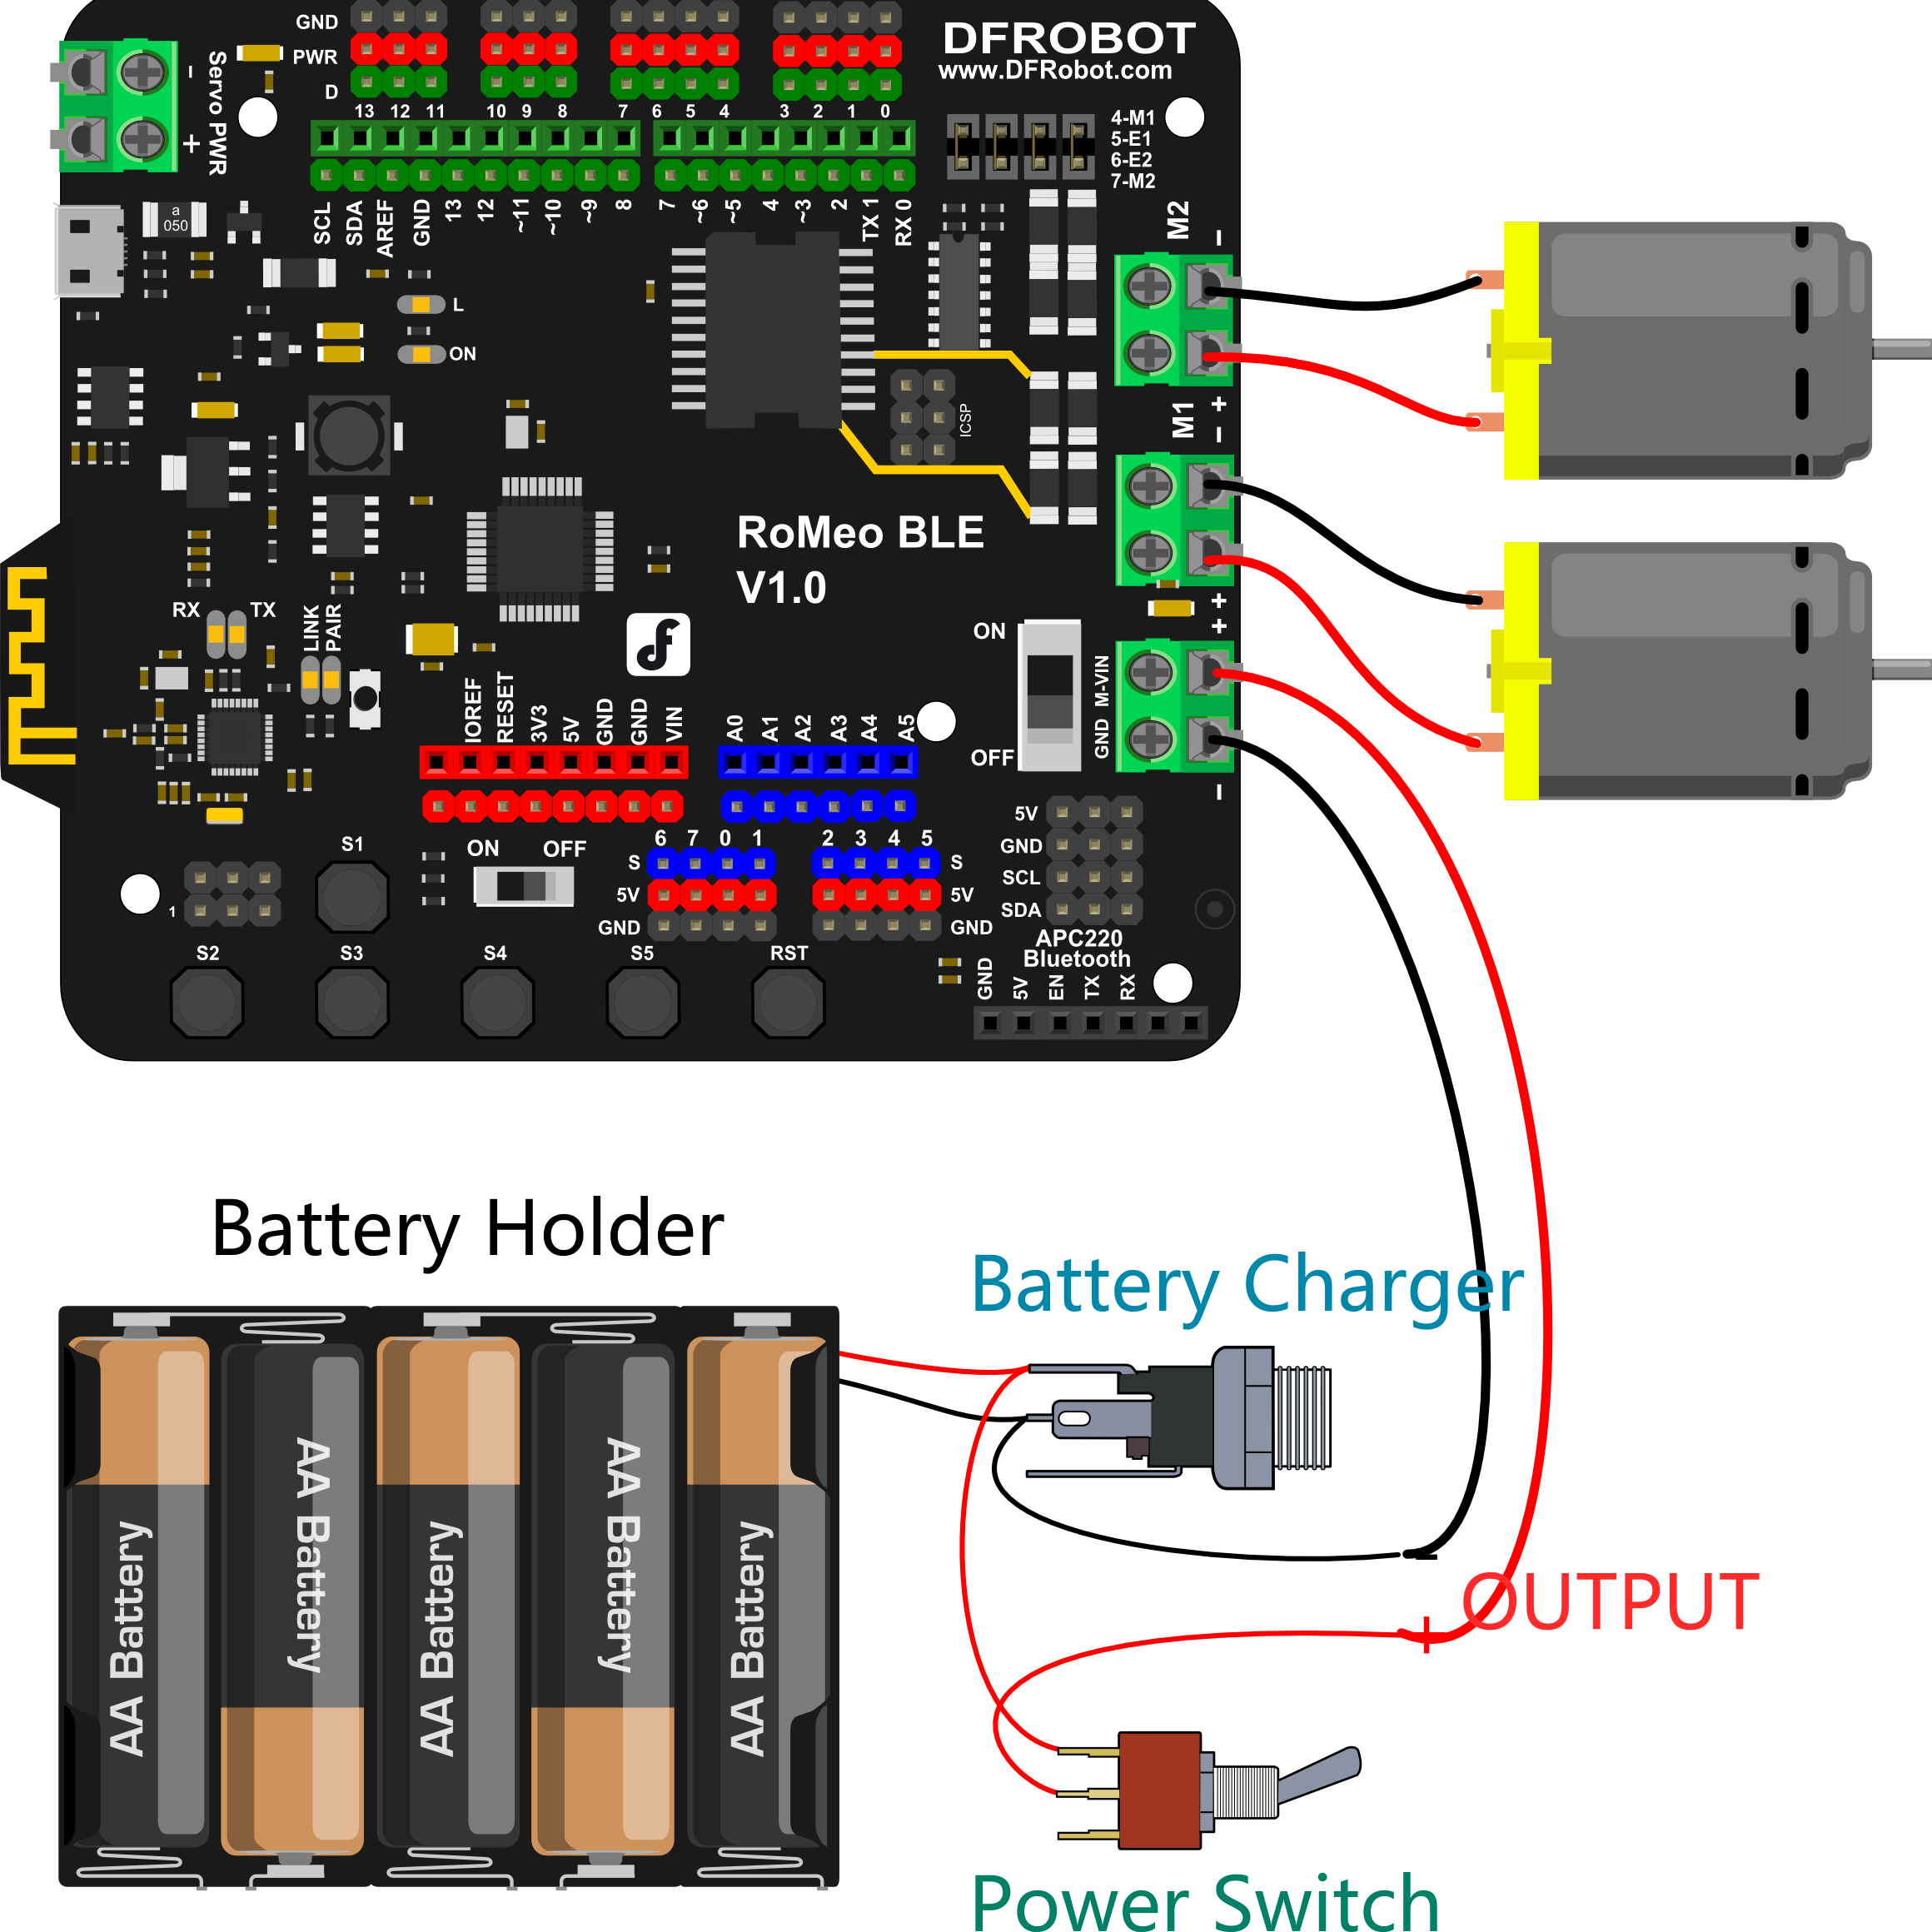 GND
PWR
D
13 12 11 10 9 8 7 6 5 4 3 2 1 0
DFROBOT
www.DFRobot.com
4-M1
5-E1
6-E2
7-M2
- + Servo PWR
a
050
SCL SDA AREF GND 13 12 ~11 ~10 ~9 8 7 ~6 ~5 4 ~3 2 TX 1 RX 0
M2
-
+
L
ON
ICSP
M1
-
+
RoMeo BLE
V1.0
RX TX
LINK
PAIR
ON
OFF
+
M-VIN
GND
-
IOREF RESET 3V3 5V GND GND VIN
A0 A1 A2 A3 A4 A5
ON OFF
6 7 0 1 2 3 4 5
S S
5V 5V
GND GND
5V
GND
SCL
SDA
APC220
Bluetooth
GND 5V EN TX RX
1
S1
S2 S3 S4 S5 RST
Battery Holder
Battery Charger
AA Battery
AA Battery
AA Battery
AA Battery
AA Battery
-
+
OUTPUT
Power Switch